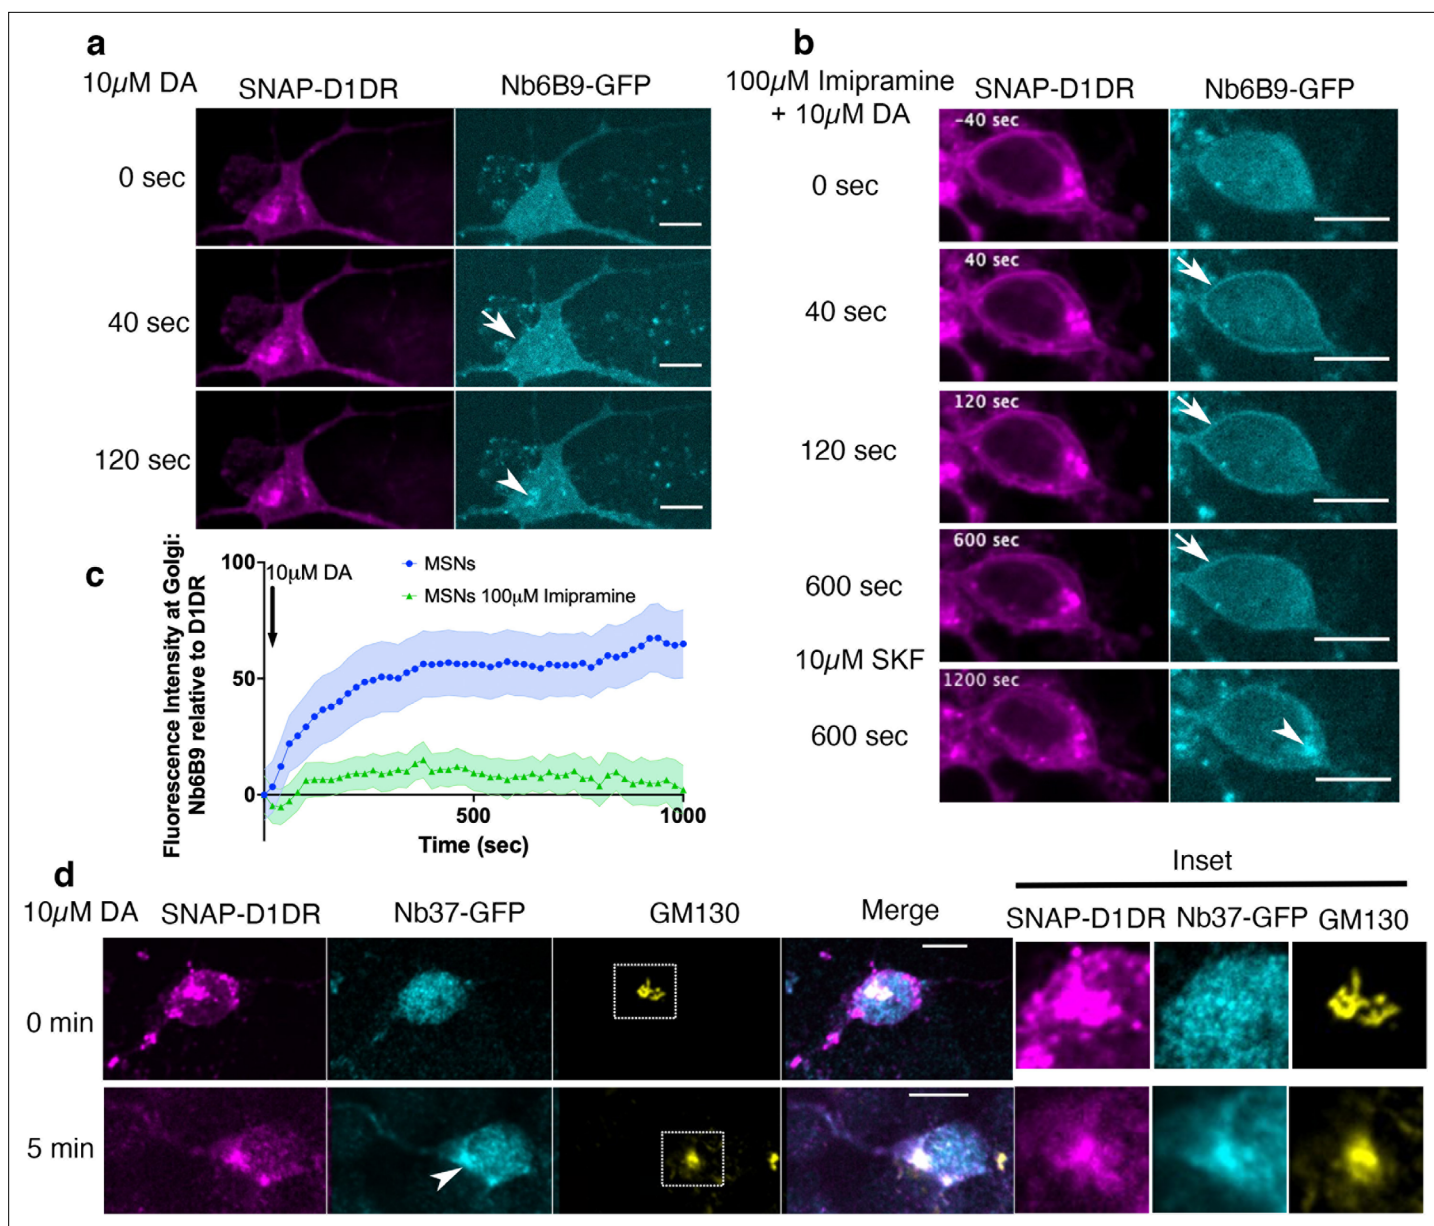 a
10µM DA
SNAP-D1DR
Nb6B9-GFP
0 sec
40 sec
120 sec
b
100µM Imipramine
+ 10µM DA
SNAP-D1DR
Nb6B9-GFP
0 sec
-40 sec
40 sec
40 sec
120 sec
120 sec
600 sec
600 sec
10µM SKF
600 sec
1200 sec
c
Fluorescence Intensity at Golgi:
Nb6B9 relative to D1DR
100
50
0
10µM DA
MSNs
MSNs 100µM Imipramine
500
1000
Time (sec)
d
10µM DA
SNAP-D1DR
Nb37-GFP
GM130
Merge
Inset
SNAP-D1DR
Nb37-GFP
GM130
0 min
5 min